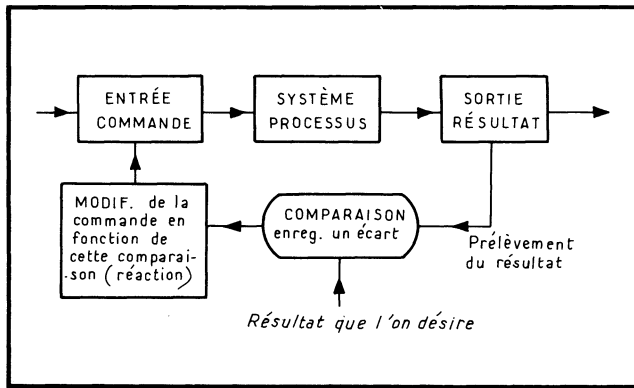 ENTRÉE
COMMANDE
SYSTÈME
PROCESSUS
SORTIE
RÉSULTAT
MODIF. de la
commande en
fonction de
cette comparai-
.son (réaction)
COMPARAISON
enreg. un écart
Prélèvement
du résultat
Résultat que l'on désire